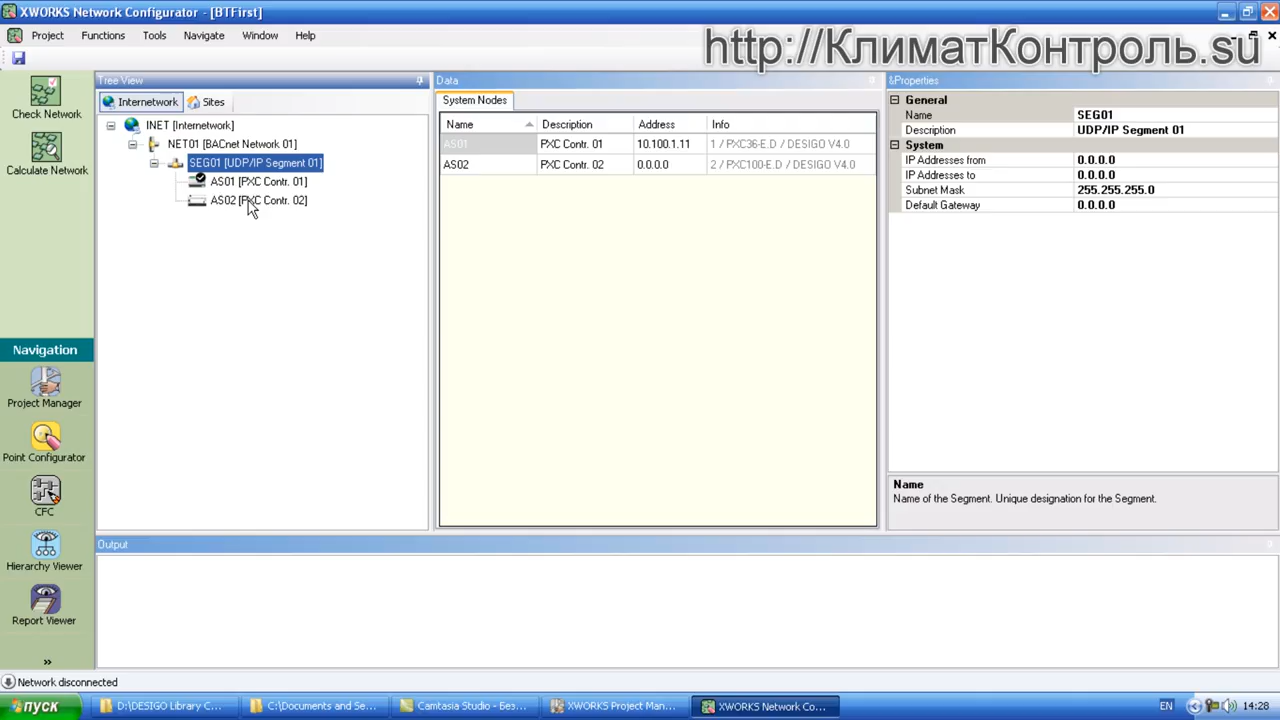 XWORKS Network Configurator - [BTFirst]
Project Functions Tools Navigate Window Help
http://КлиматКонтроль.su
Check Network
Calculate Network
Navigation
Project Manager
Point Configurator
CFC
Hierarchy Viewer
Report Viewer
»
Tree View
Internetwork Sites
INET [Internetwork]
NET01 [BACnet Network 01]
SEG01 [UDP/IP Segment 01]
AS01 [PXC Contr. 01]
AS02 [PXC Contr. 02]
Data
System Nodes
Name Description Address Info
AS01 PXC Contr. 01 10.100.1.11 1 / PXC36-E.D / DESIGO V4.0
AS02 PXC Contr. 02 0.0.0.0 2 / PXC100-E.D / DESIGO V4.0
&Properties
General
Name SEG01
Description UDP/IP Segment 01
System
IP Addresses from 0.0.0.0
IP Addresses to 0.0.0.0
Subnet Mask 255.255.255.0
Default Gateway 0.0.0.0
Name
Name of the Segment. Unique designation for the Segment.
Output
Network disconnected
пуск D:\DESIGO Library C... C:\Documents and Se... Camtasia Studio - Без... XWORKS Project Man... XWORKS Network Co... EN 14:28